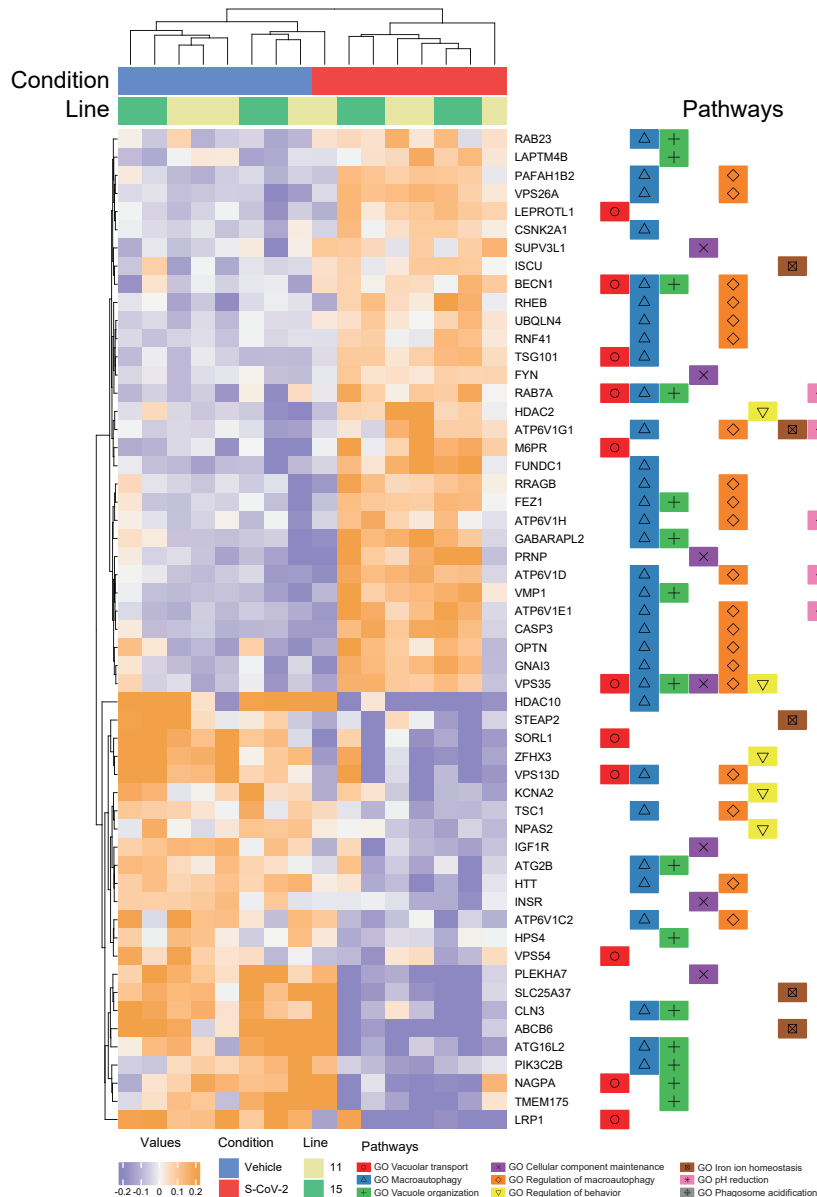 Condition
Line
Pathways
RAB23
LAPTM4B
PAFAH1B2
VPS26A
LEPROTL1
CSNK2A1
SUPV3L1
ISCU
BECN1
RHEB
UBQLN4
RNF41
TSG101
FYN
RAB7A
HDAC2
ATP6V1G1
M6PR
FUNDC1
RRAGB
FEZ1
ATP6V1H
GABARAPL2
PRNP
ATP6V1D
VMP1
ATP6V1E1
CASP3
OPTN
GNAI3
VPS35
HDAC10
STEAP2
SORL1
ZFHX3
VPS13D
KCNA2
TSC1
NPAS2
IGF1R
ATG2B
HTT
INSR
ATP6V1C2
HPS4
VPS54
PLEKHA7
SLC25A37
CLN3
ABCB6
ATG16L2
PIK3C2B
NAGPA
TMEM175
LRP1
Values
-0.2 -0.1 0 0.1 0.2
Condition
Vehicle
S-CoV-2
Line
11
15
Pathways
GO Vacuolar transport
GO Macroautophagy
GO Vacuole organization
GO Cellular component maintenance
GO Regulation of macroautophagy
GO Regulation of behavior
GO Iron ion homeostasis
GO pH reduction
GO Phagosome acidification